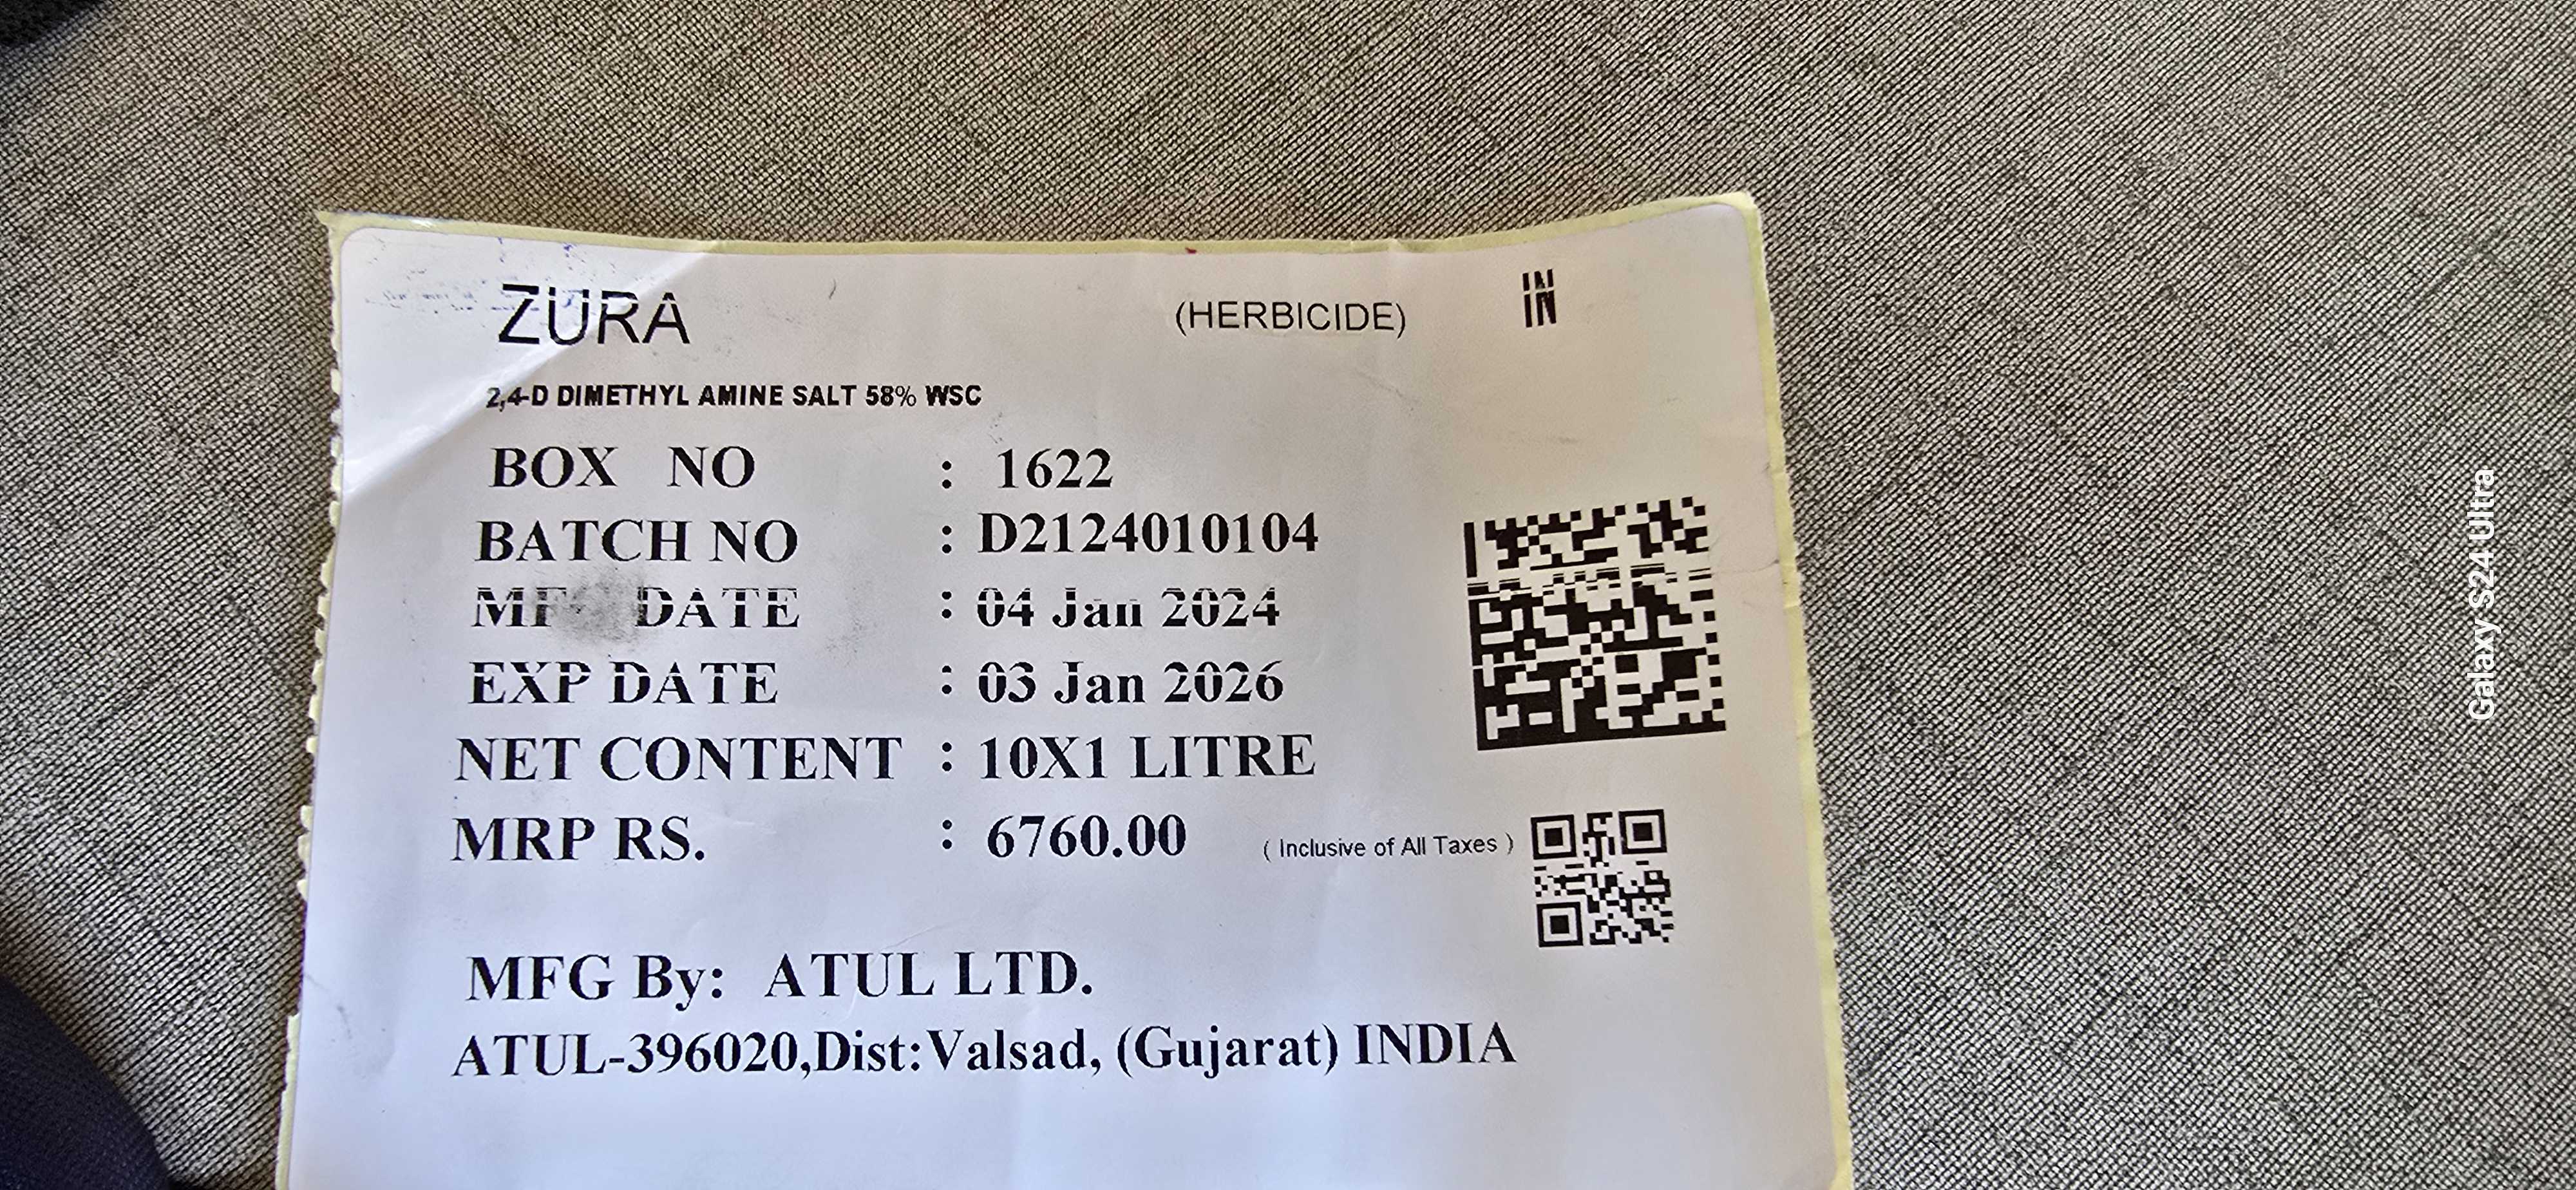 ZURA (HERBICIDE) IN
2,4-D DIMETHYL AMINE SALT 58% WSC
BOX NO : 1622
BATCH NO : D2124010104
MFG DATE : 04 Jan 2024
EXP DATE : 03 Jan 2026
NET CONTENT : 10X1 LITRE
MRP RS. : 6760.00 ( Inclusive of All Taxes )
MFG By: ATUL LTD.
ATUL-396020,Dist:Valsad, (Gujarat) INDIA
Galaxy S24 Ultra